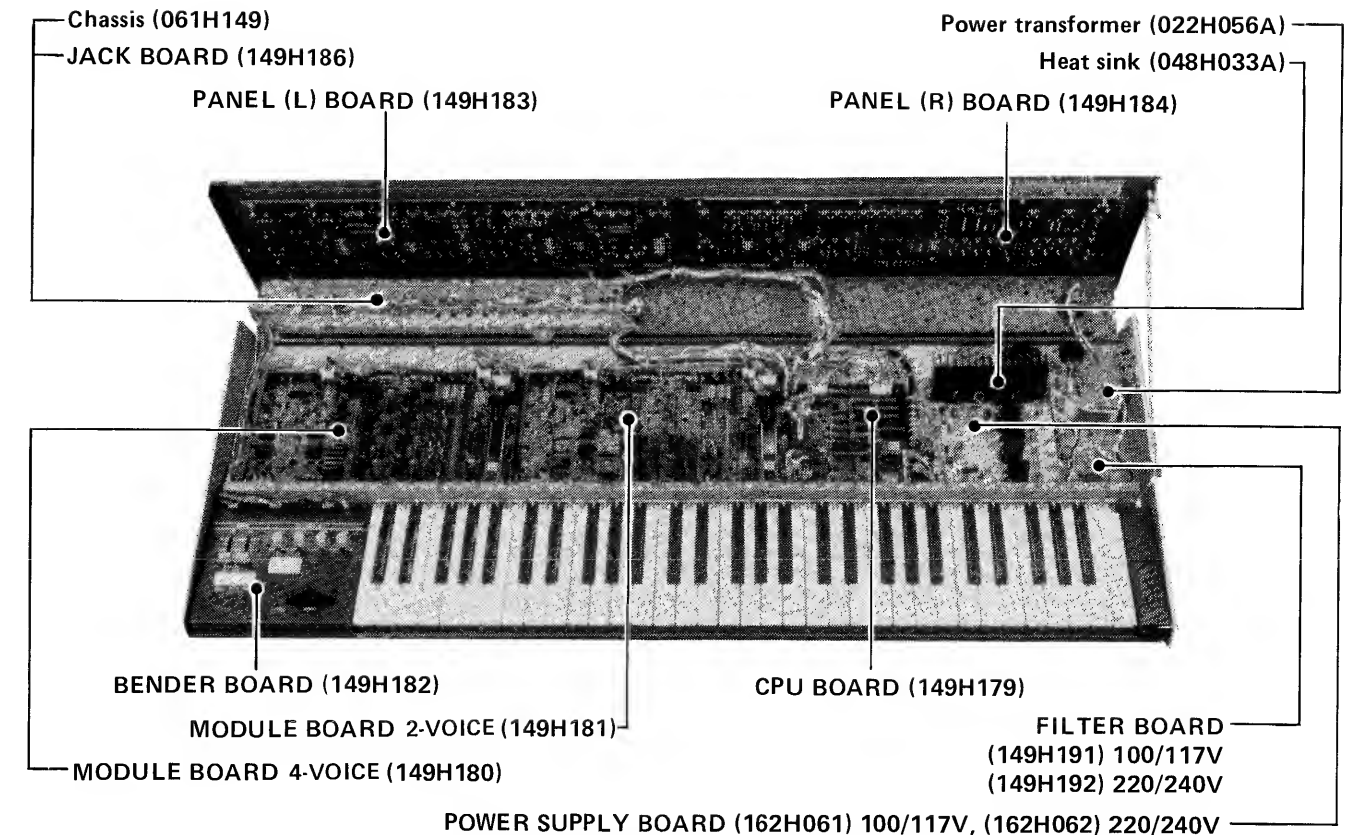 Chassis (061H149)
JACK BOARD (149H186)
PANEL (L) BOARD (149H183)
Power transformer (022H056A)
Heat sink (048H033A)
PANEL (R) BOARD (149H184)
BENDER BOARD (149H182)
MODULE BOARD 2-VOICE (149H181)
MODULE BOARD 4-VOICE (149H180)
CPU BOARD (149H179)
FILTER BOARD
(149H191) 100/117V
(149H192) 220/240V
POWER SUPPLY BOARD (162H061) 100/117V, (162H062) 220/240V